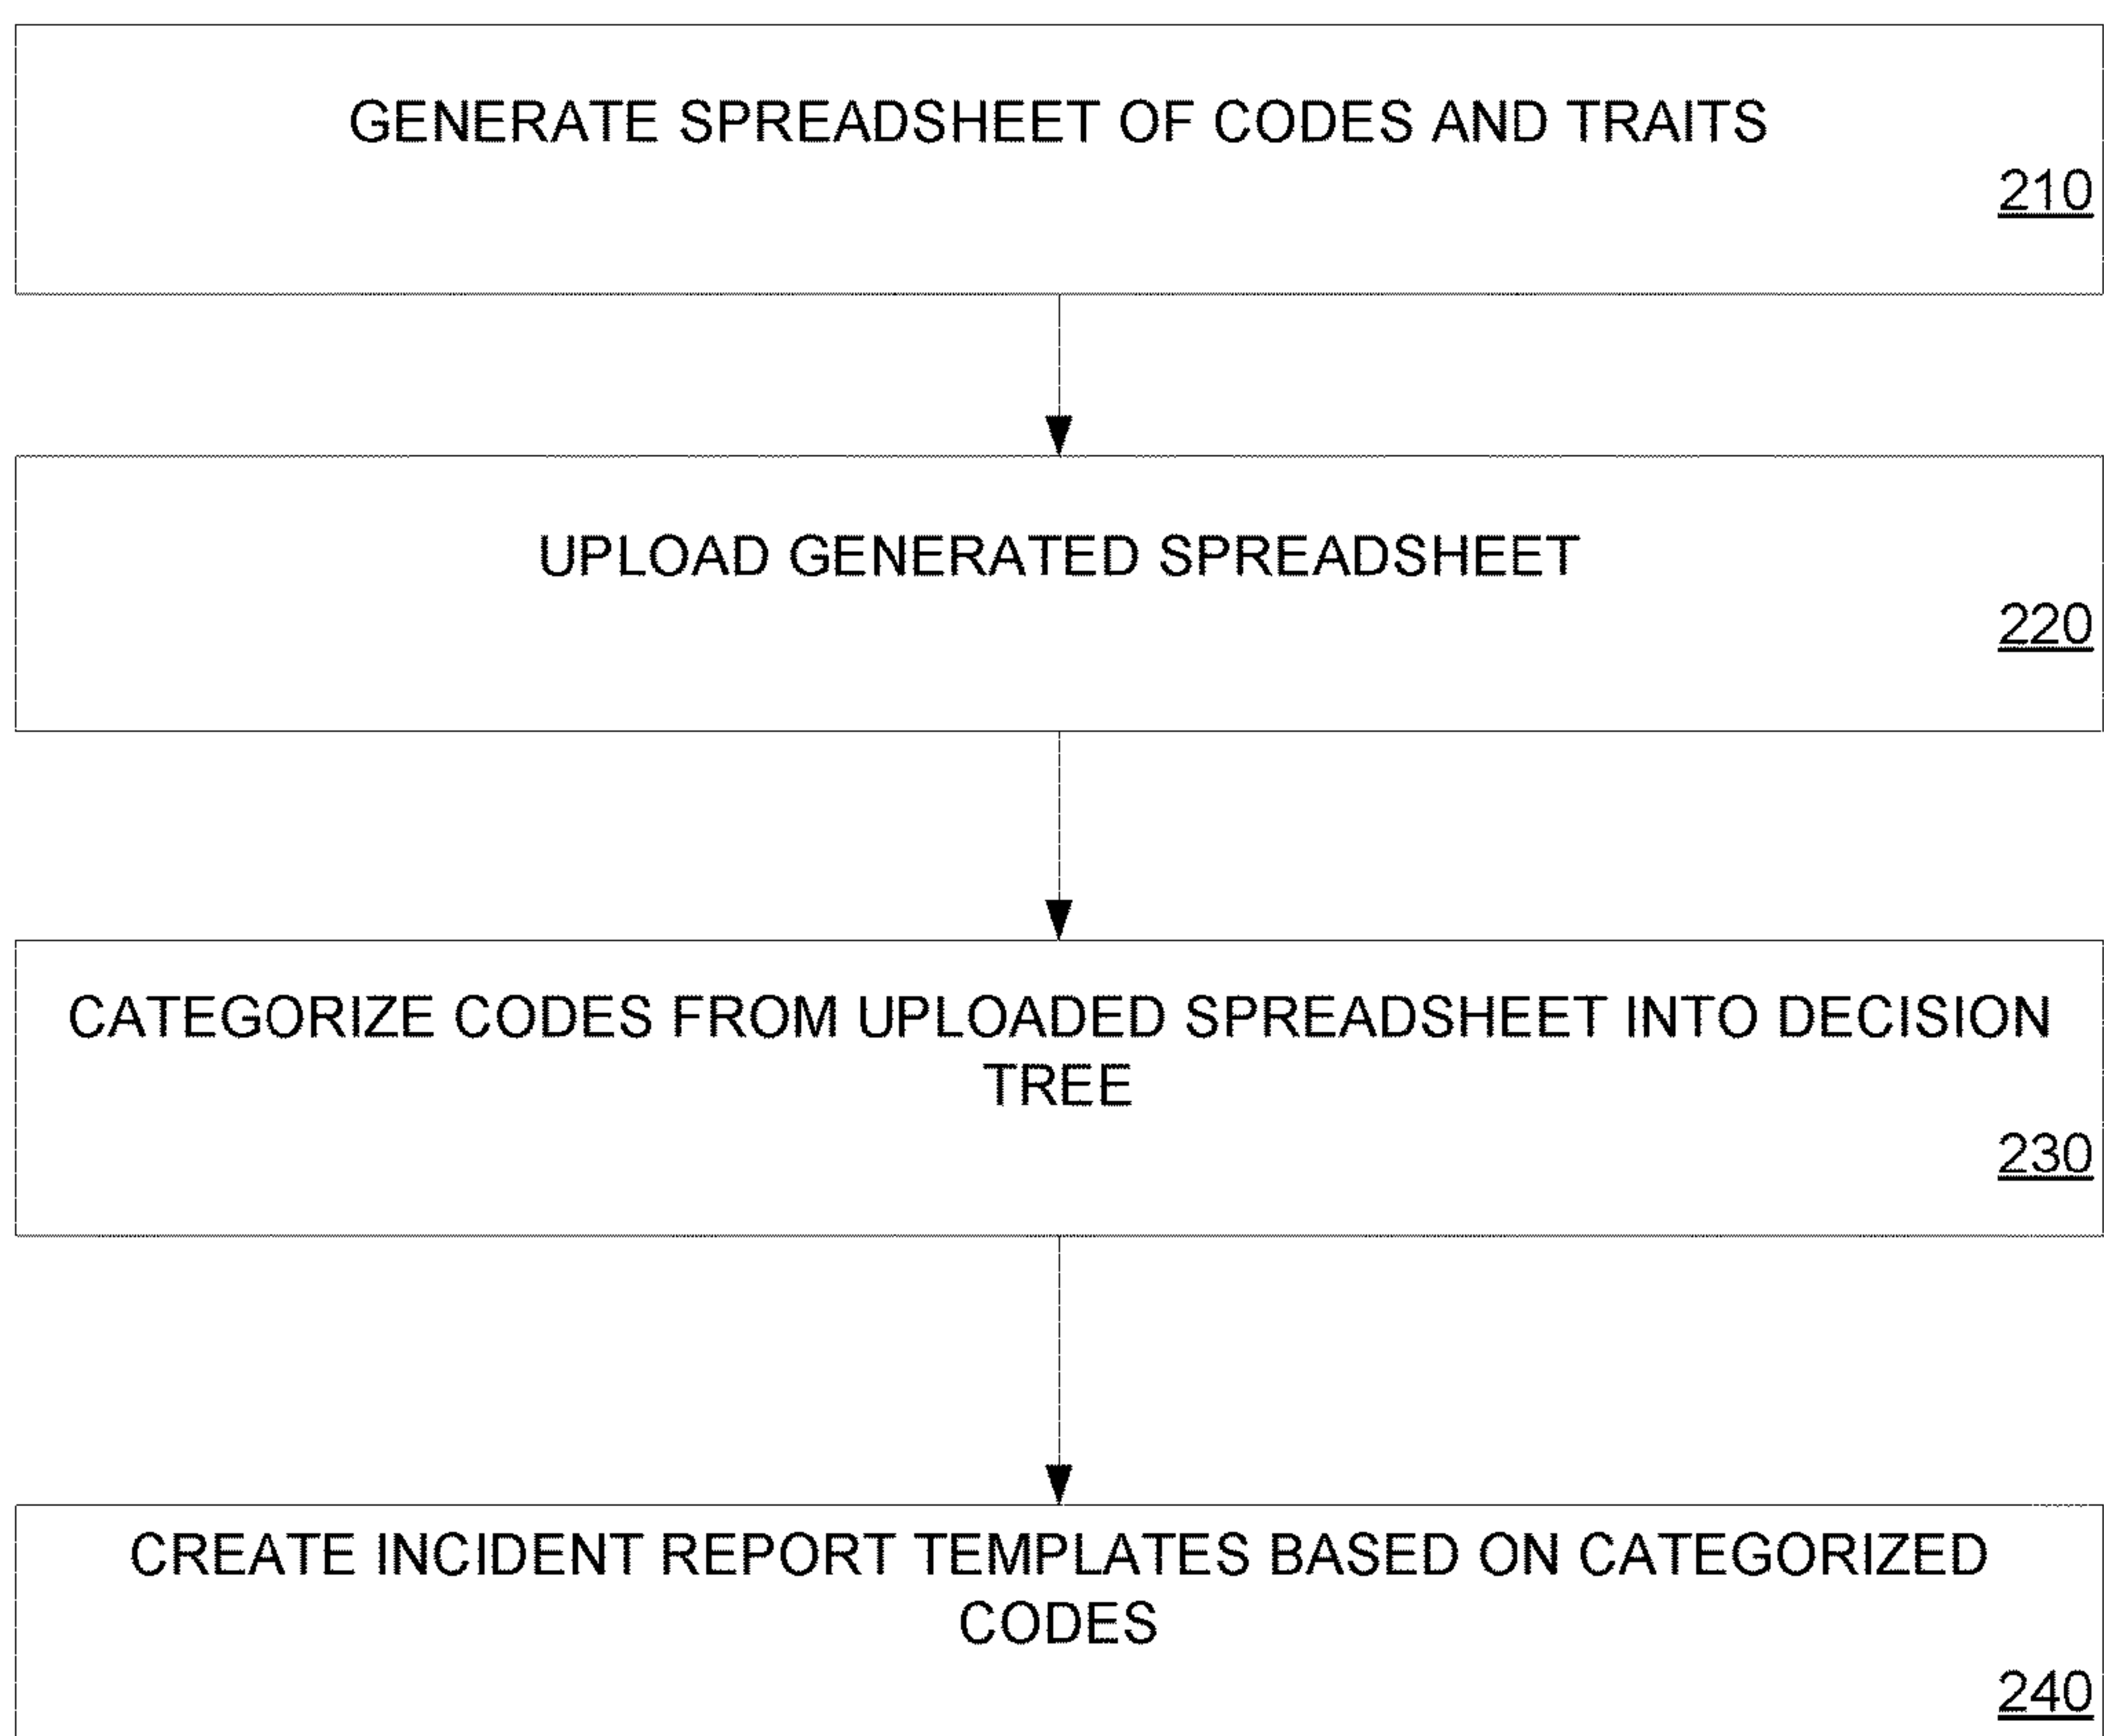 GENERATE SPREADSHEET OF CODES AND TRAITS
210
UPLOAD GENERATED SPREADSHEET
220
CATEGORIZE CODES FROM UPLOADED SPREADSHEET INTO DECISION
TREE
230
CREATE INCIDENT REPORT TEMPLATES BASED ON CATEGORIZED
CODES
240